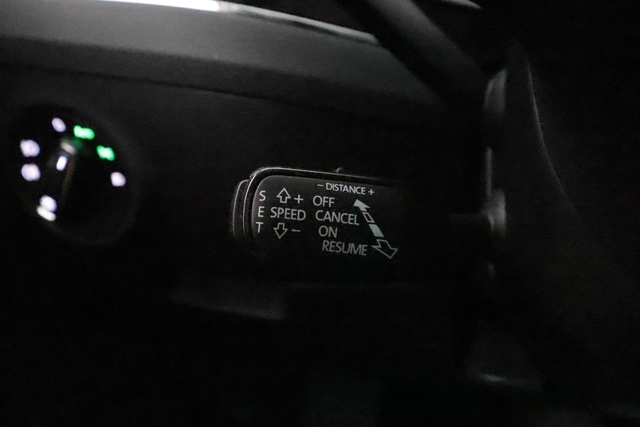 − DISTANCE +
S + OFF
E SPEED CANCEL
T − ON
RESUME